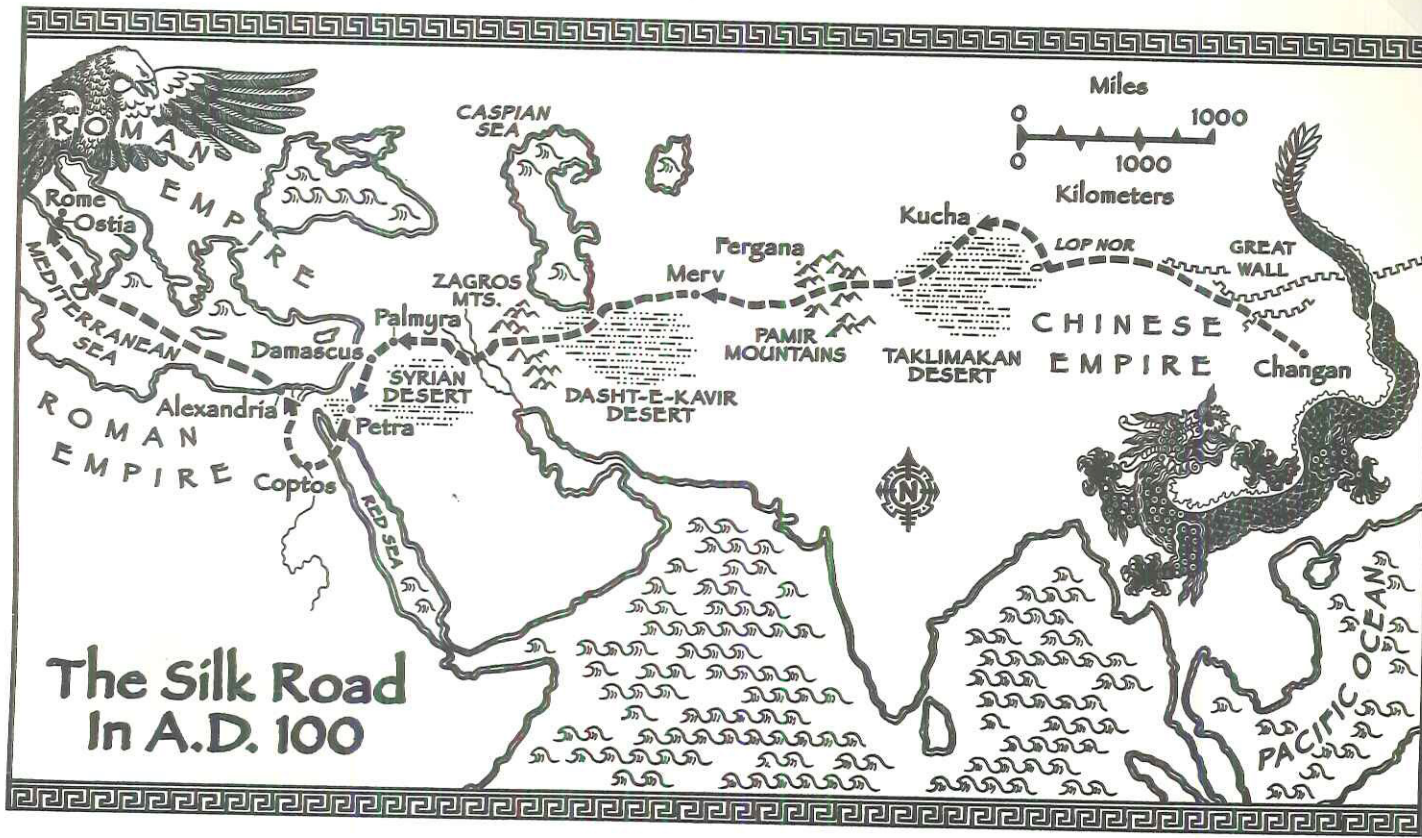 Miles
0 1000
0 1000
Kilometers
ROMAN
EMPIRE
CASPIAN
SEA
Rome
Ostia
MEDITERRANEAN
SEA
Kucha
LOP NOR
GREAT
WALL
Fergana
Merv
ZAGROS
MTS.
Palmyra
Damascus
SYRIAN
DESERT
PAMIR
MOUNTAINS
TAKLIMAKAN
DESERT
CHINESE
EMPIRE
Changan
DASHT-E-KAVIR
DESERT
Alexandria
Petra
ROMAN
EMPIRE
Coptos
RED SEA
N
PACIFIC OCEAN
The Silk Road
In A.D. 100